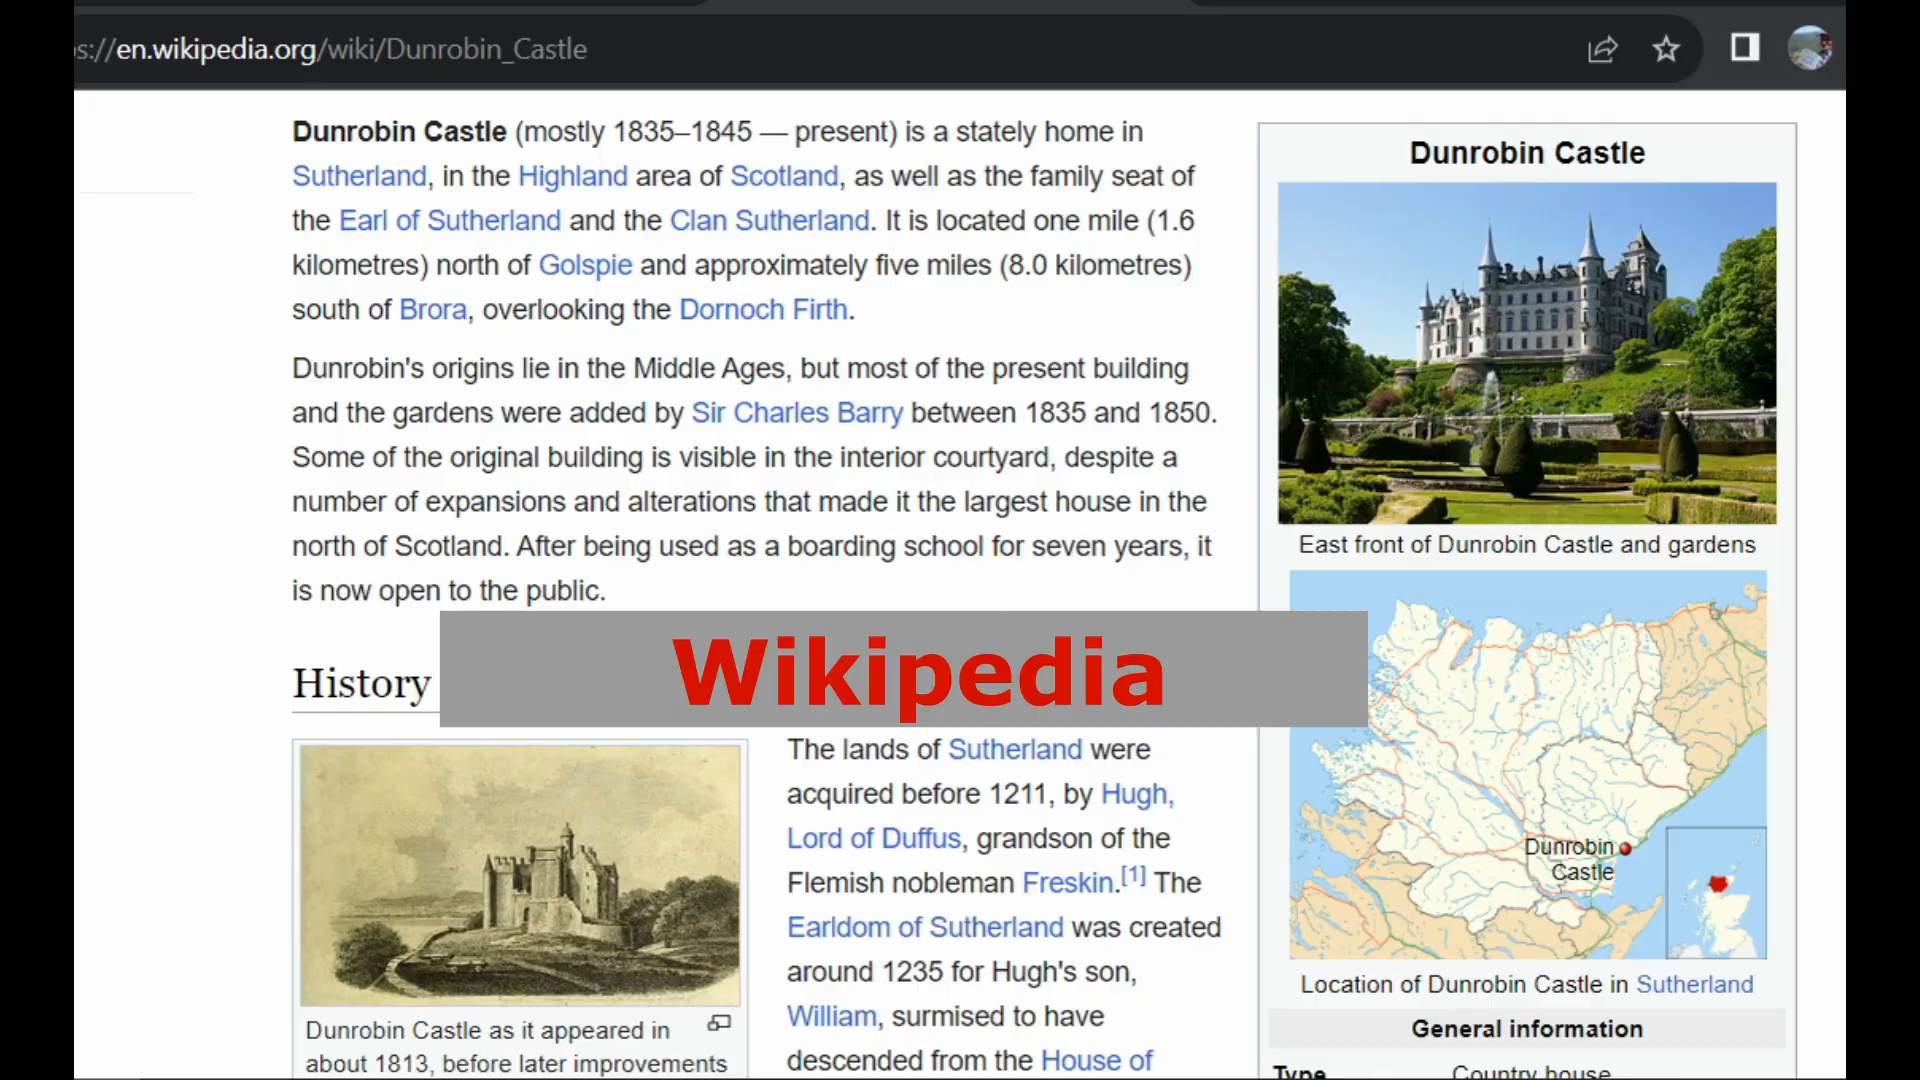 s://en.wikipedia.org/wiki/Dunrobin_Castle
Dunrobin Castle (mostly 1835–1845 — present) is a stately home in
Sutherland, in the Highland area of Scotland, as well as the family seat of
the Earl of Sutherland and the Clan Sutherland. It is located one mile (1.6
kilometres) north of Golspie and approximately five miles (8.0 kilometres)
south of Brora, overlooking the Dornoch Firth.
Dunrobin's origins lie in the Middle Ages, but most of the present building
and the gardens were added by Sir Charles Barry between 1835 and 1850.
Some of the original building is visible in the interior courtyard, despite a
number of expansions and alterations that made it the largest house in the
north of Scotland. After being used as a boarding school for seven years, it
is now open to the public.
Wikipedia
History
The lands of Sutherland were
acquired before 1211, by Hugh,
Lord of Duffus, grandson of the
Flemish nobleman Freskin.[1] The
Earldom of Sutherland was created
around 1235 for Hugh's son,
William, surmised to have
descended from the House of
Dunrobin Castle as it appeared in
about 1813, before later improvements
Dunrobin Castle
East front of Dunrobin Castle and gardens
Dunrobin
Castle
Location of Dunrobin Castle in Sutherland
General information
Type Country house